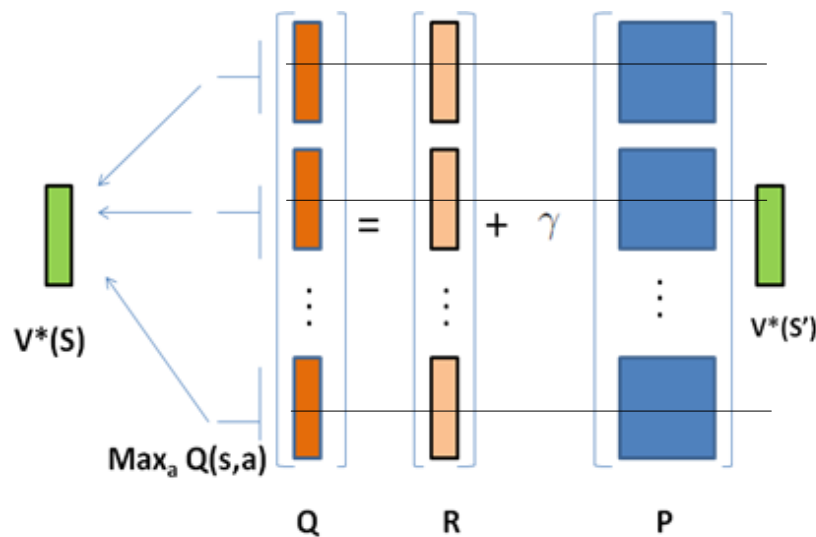 = + γ
⋮ ⋮ ⋮
V*(S) V*(S')
Maxₐ Q(s,a)
Q R P